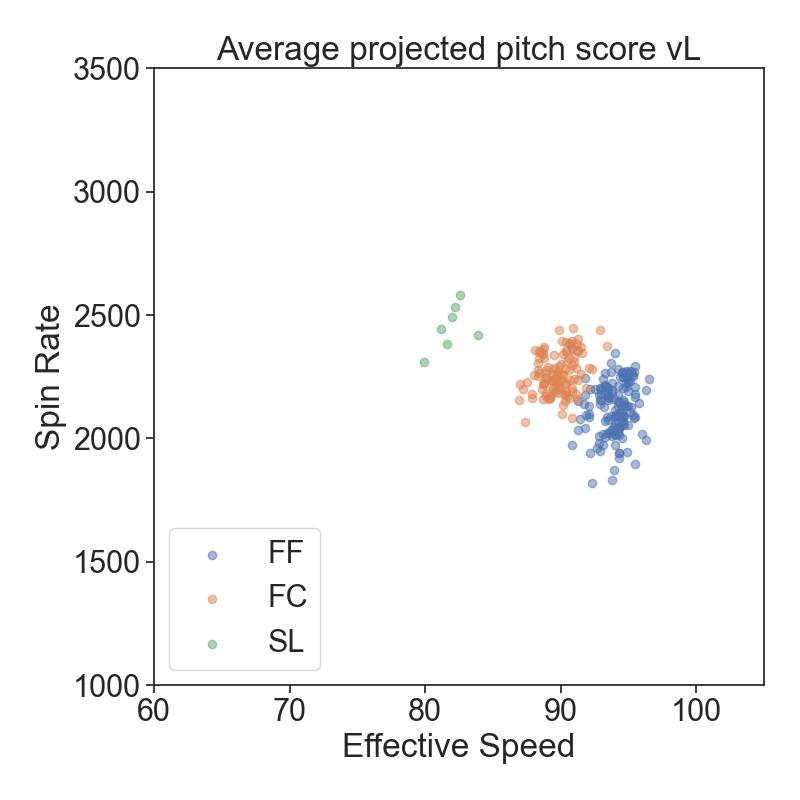 Average projected pitch score vL
3500
3000
2500
2000
1500
1000
Spin Rate
FF
FC
SL
60 70 80 90 100
Effective Speed